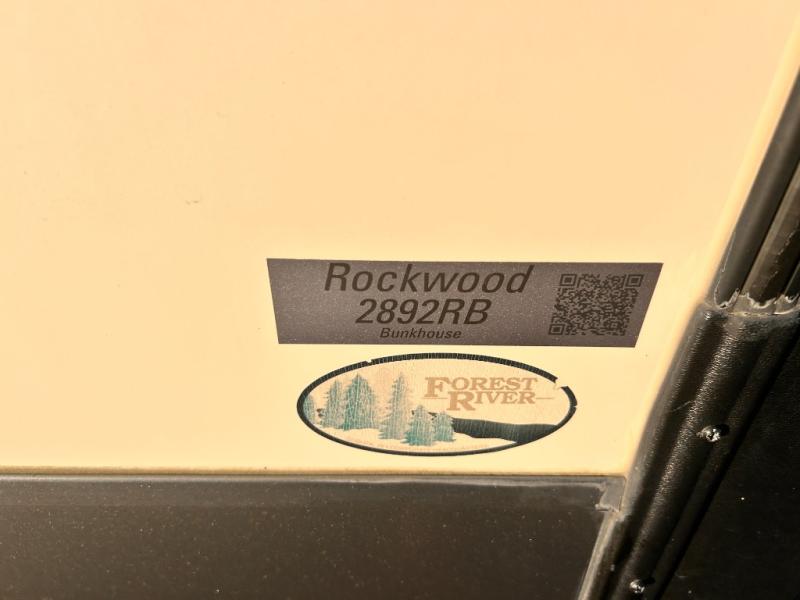 Rockwood
2892RB
Bunkhouse
FOREST
RIVER